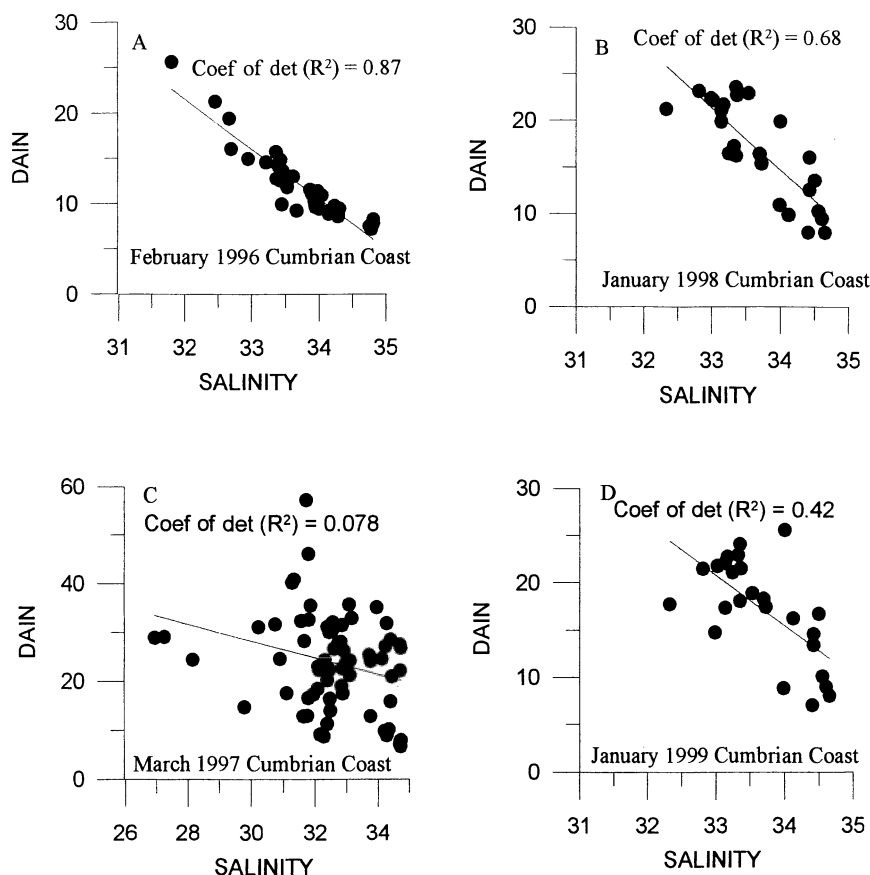 A
Coef of det (R²) = 0.87
30
20
10
0
DAIN
February 1996 Cumbrian Coast
31 32 33 34 35
SALINITY
B
Coef of det (R²) = 0.68
30
20
10
0
DAIN
January 1998 Cumbrian Coast
31 32 33 34 35
SALINITY
C
Coef of det (R²) = 0.078
60
40
20
0
DAIN
March 1997 Cumbrian Coast
26 28 30 32 34
SALINITY
D
Coef of det (R²) = 0.42
30
20
10
0
DAIN
January 1999 Cumbrian Coast
31 32 33 34 35
SALINITY